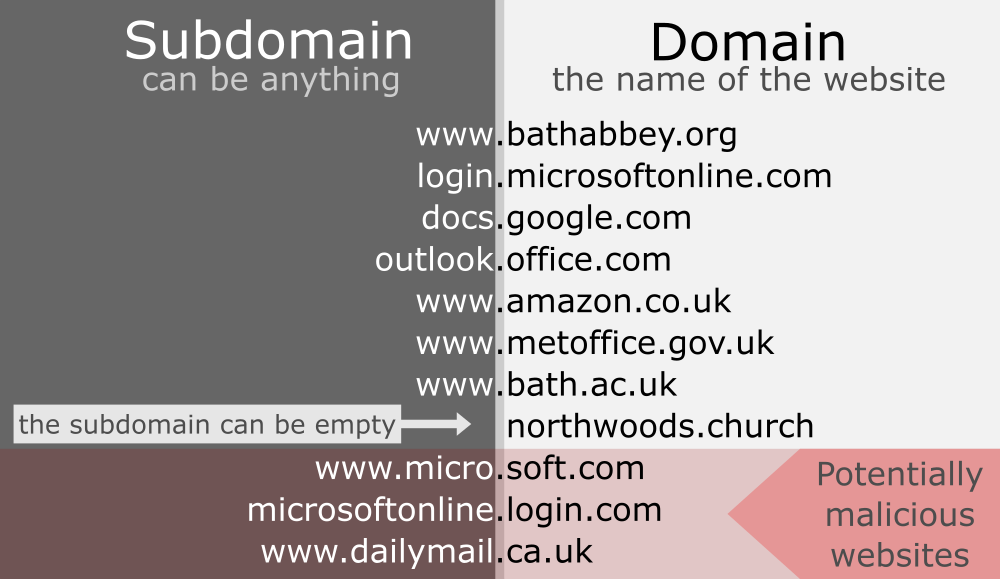 Subdomain
can be anything
Domain
the name of the website
www.bathabbey.org
login.microsoftonline.com
docs.google.com
outlook.office.com
www.amazon.co.uk
www.metoffice.gov.uk
www.bath.ac.uk
the subdomain can be empty
northwoods.church
www.micro.soft.com
microsoftonline.login.com
www.dailymail.ca.uk
Potentially
malicious
websites